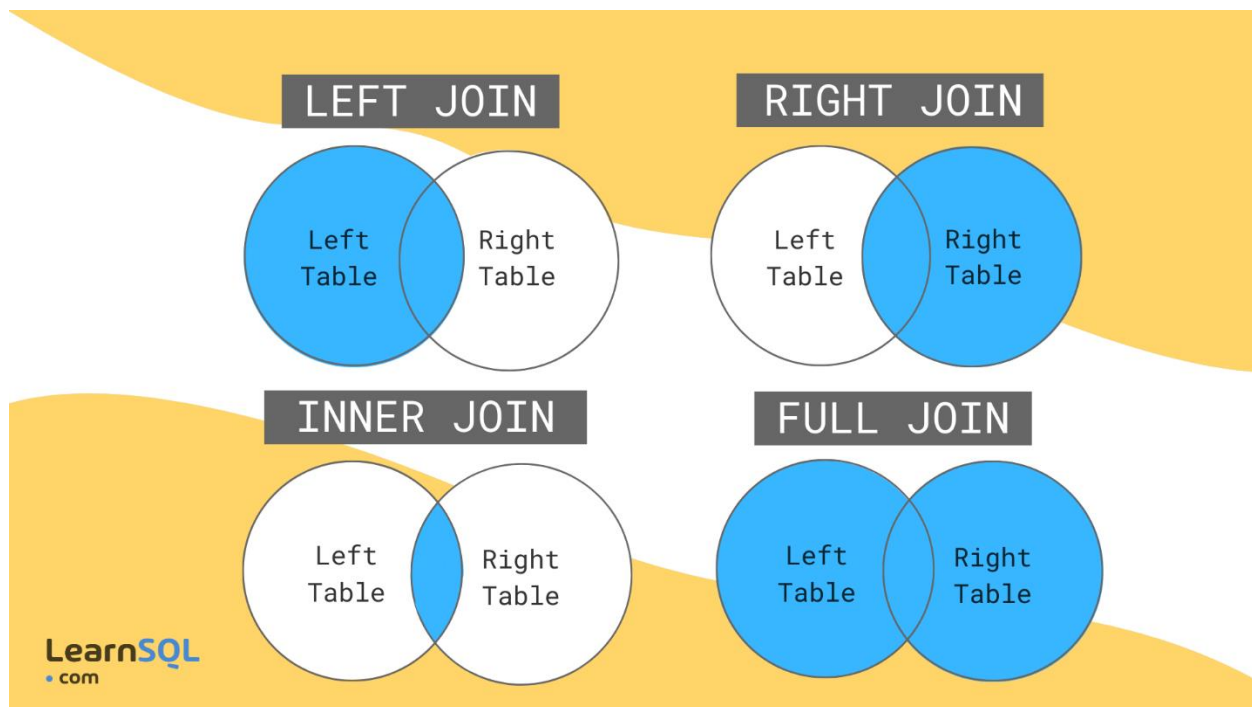 LEFT JOIN
Left
Table
Right
Table
RIGHT JOIN
Left
Table
Right
Table
INNER JOIN
Left
Table
Right
Table
FULL JOIN
Left
Table
Right
Table
LearnSQL
• com